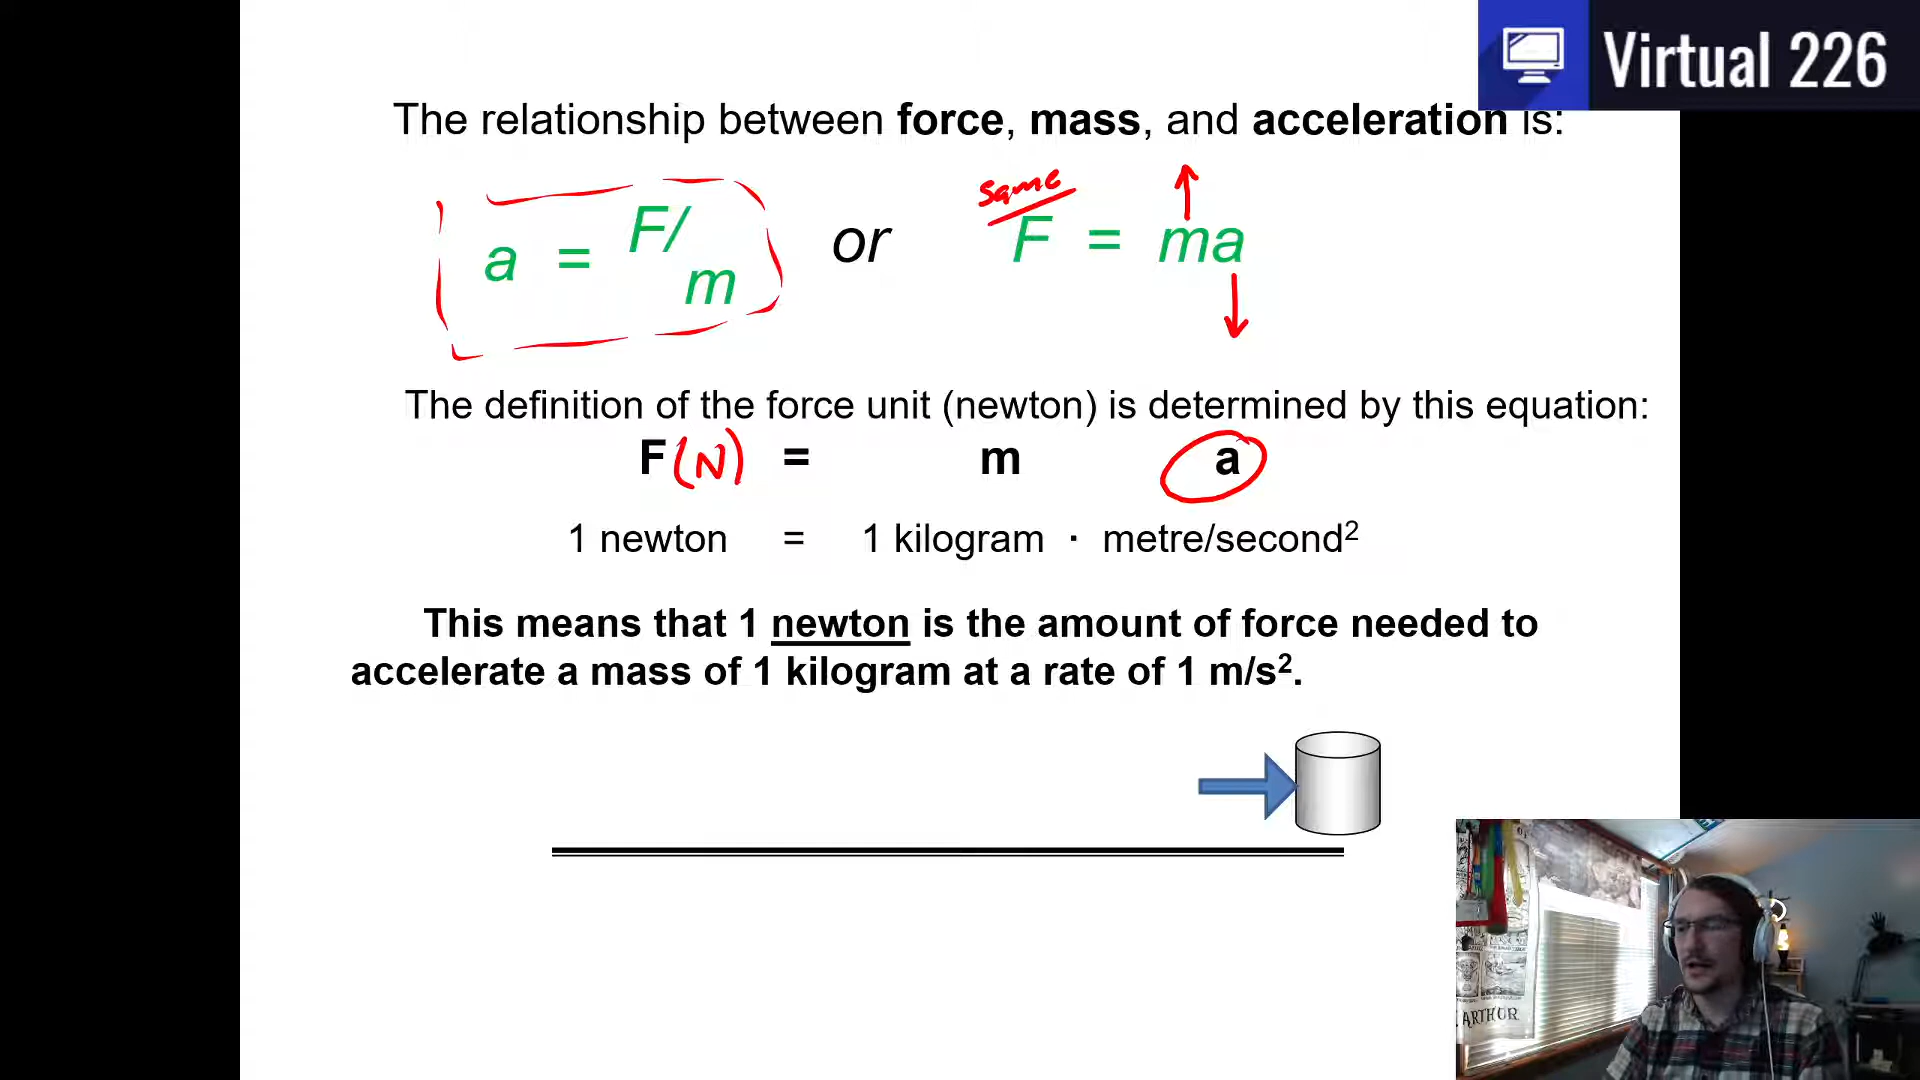 Virtual 226
The relationship between force, mass, and acceleration is:
same
a = F/m or F = ma
The definition of the force unit (newton) is determined by this equation:
F (N) = m a
1 newton = 1 kilogram · metre/second²
This means that 1 newton is the amount of force needed to
accelerate a mass of 1 kilogram at a rate of 1 m/s².
ARTHUR